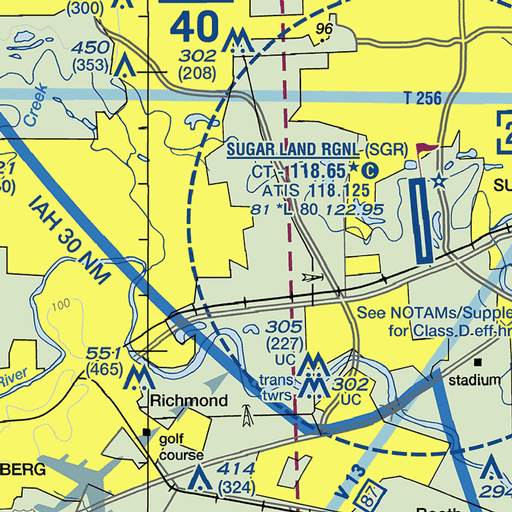 (300)
40
302
(208)
96
450
(353)
Creek
T 256
SUGAR LAND RGNL (SGR)
CT - 118.65 * C
ATIS 118.125
81 *L 80 122.95
IAH 30 NM
100
See NOTAMs/Supple
for Class D eff hr
305
(227)
UC
551
(465)
River
trans
twrs
302
UC
stadium
Richmond
golf
course
BERG
414
(324)
V 13
87
294